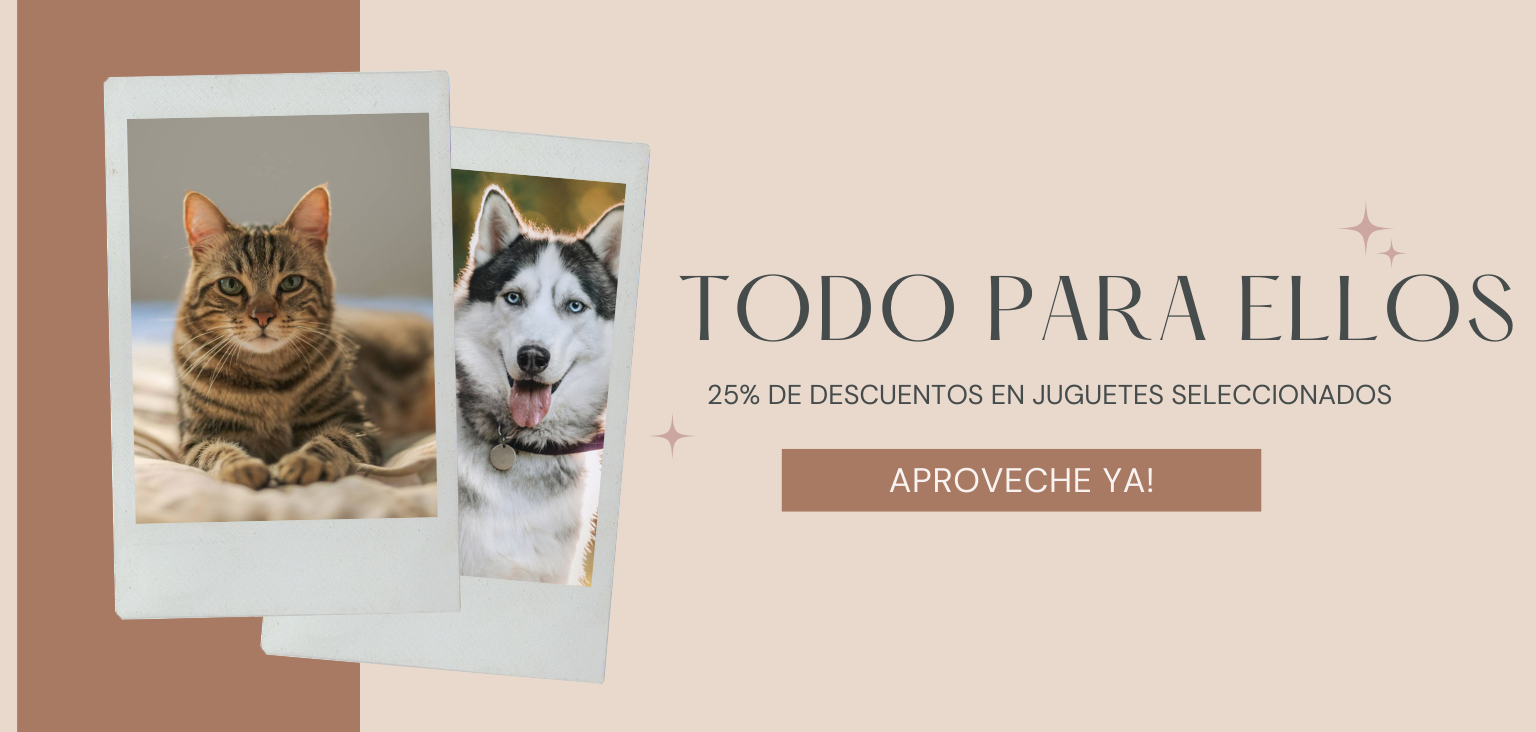 TODO PARA ELLOS
25% DE DESCUENTOS EN JUGUETES SELECCIONADOS
APROVECHE YA!